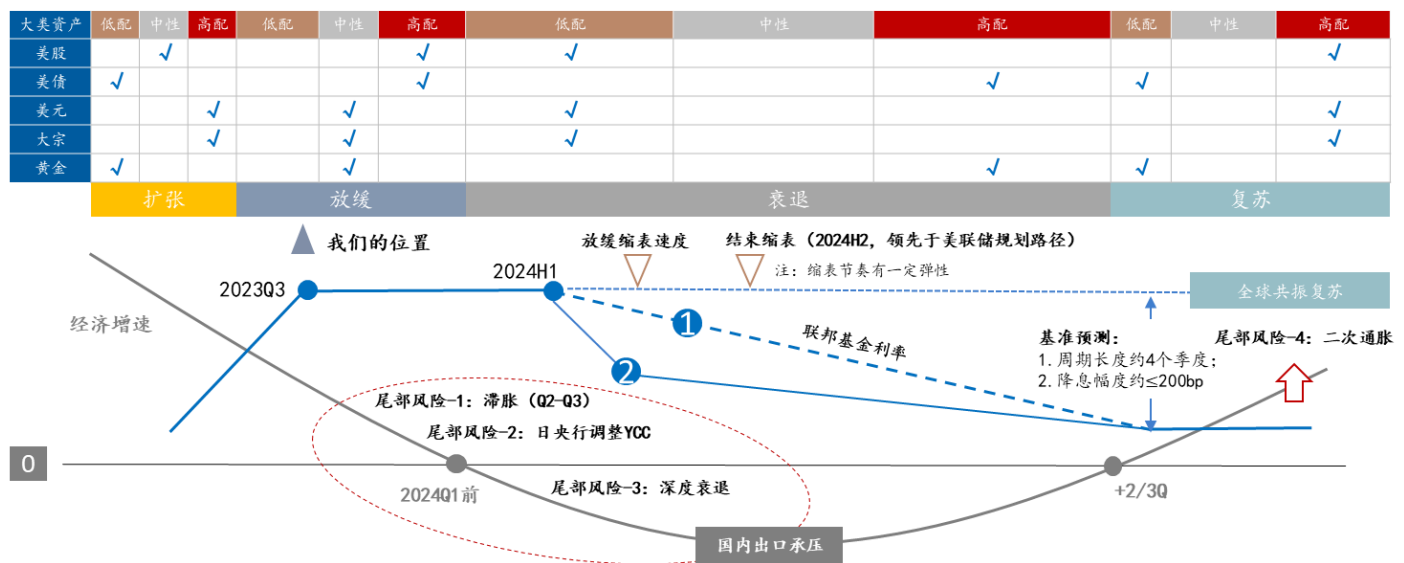 大类资产 低配 中性 高配 低配 中性 高配 低配 中性 高配 低配 中性 高配
美股 √ √ √ √
美债 √ √ √ √
美元 √ √ √ √
大宗 √ √ √ √
黄金 √ √ √ √
扩张 放缓 衰退 复苏
我们的位置
放缓缩表速度
结束缩表（2024H2，领先于美联储规划路径）
注：缩表节奏有一定弹性
2023Q3
2024H1
全球共振复苏
经济增速
1
联邦基金利率
基准预测：
1.周期长度约4个季度；
2.降息幅度约≤200bp
尾部风险-4：二次通胀
2
尾部风险-1：滞胀（Q2-Q3）
尾部风险-2：日央行调整YCC
0
2024Q1前
尾部风险-3：深度衰退
+2/3Q
国内出口承压